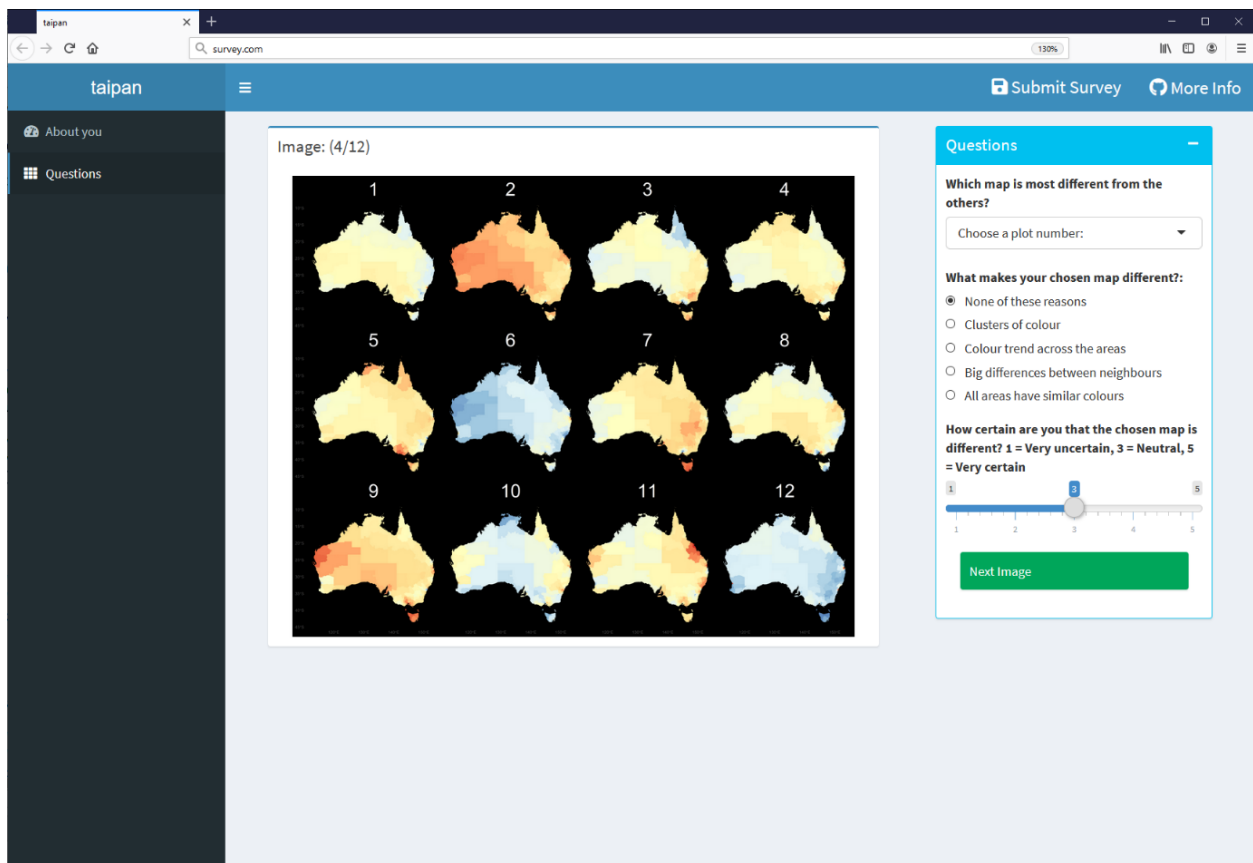 taipan
survey.com
130%
taipan
Submit Survey
More Info
About you
Questions
Image: (4/12)
1 2 3 4
5 6 7 8
9 10 11 12
Questions
Which map is most different from the
others?
Choose a plot number:
What makes your chosen map different?:
None of these reasons
Clusters of colour
Colour trend across the areas
Big differences between neighbours
All areas have similar colours
How certain are you that the chosen map is
different? 1 = Very uncertain, 3 = Neutral, 5
= Very certain
1 3 5
1 2 3 4 5
Next Image